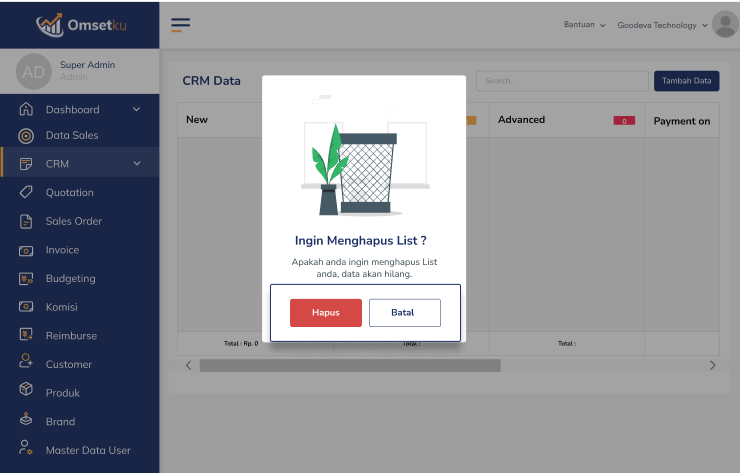 Omsetku
Bantuan
Goodeva Technology
AD
Super Admin
Admin
CRM Data
Search..
Tambah Data
Dashboard
Data Sales
CRM
Quotation
Sales Order
Invoice
Budgeting
Komisi
Reimburse
Customer
Produk
Brand
Master Data User
New
Advanced
0
Payment on
Ingin Menghapus List ?
Apakah anda ingin menghapus List
anda, data akan hilang.
Hapus
Batal
Total : Rp. 0
Total :
Total :